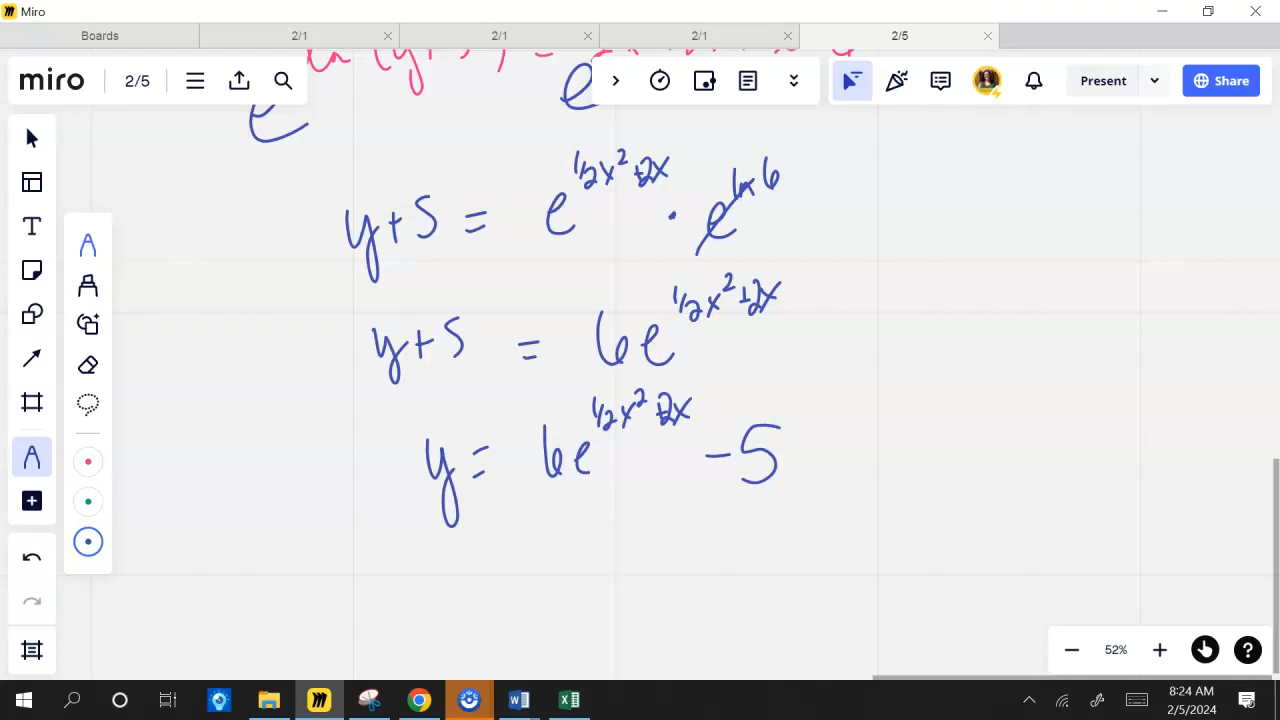 Miro
Boards
2/1
2/1
2/1
2/5
miro
2/5
Present
Share
e e
y+5 = e^{1/2x^2+2x} · e^{ln 6}
y+5 = 6e^{1/2x^2+2x}
y = 6e^{1/2x^2+2x} -5
52%
8:24 AM
2/5/2024